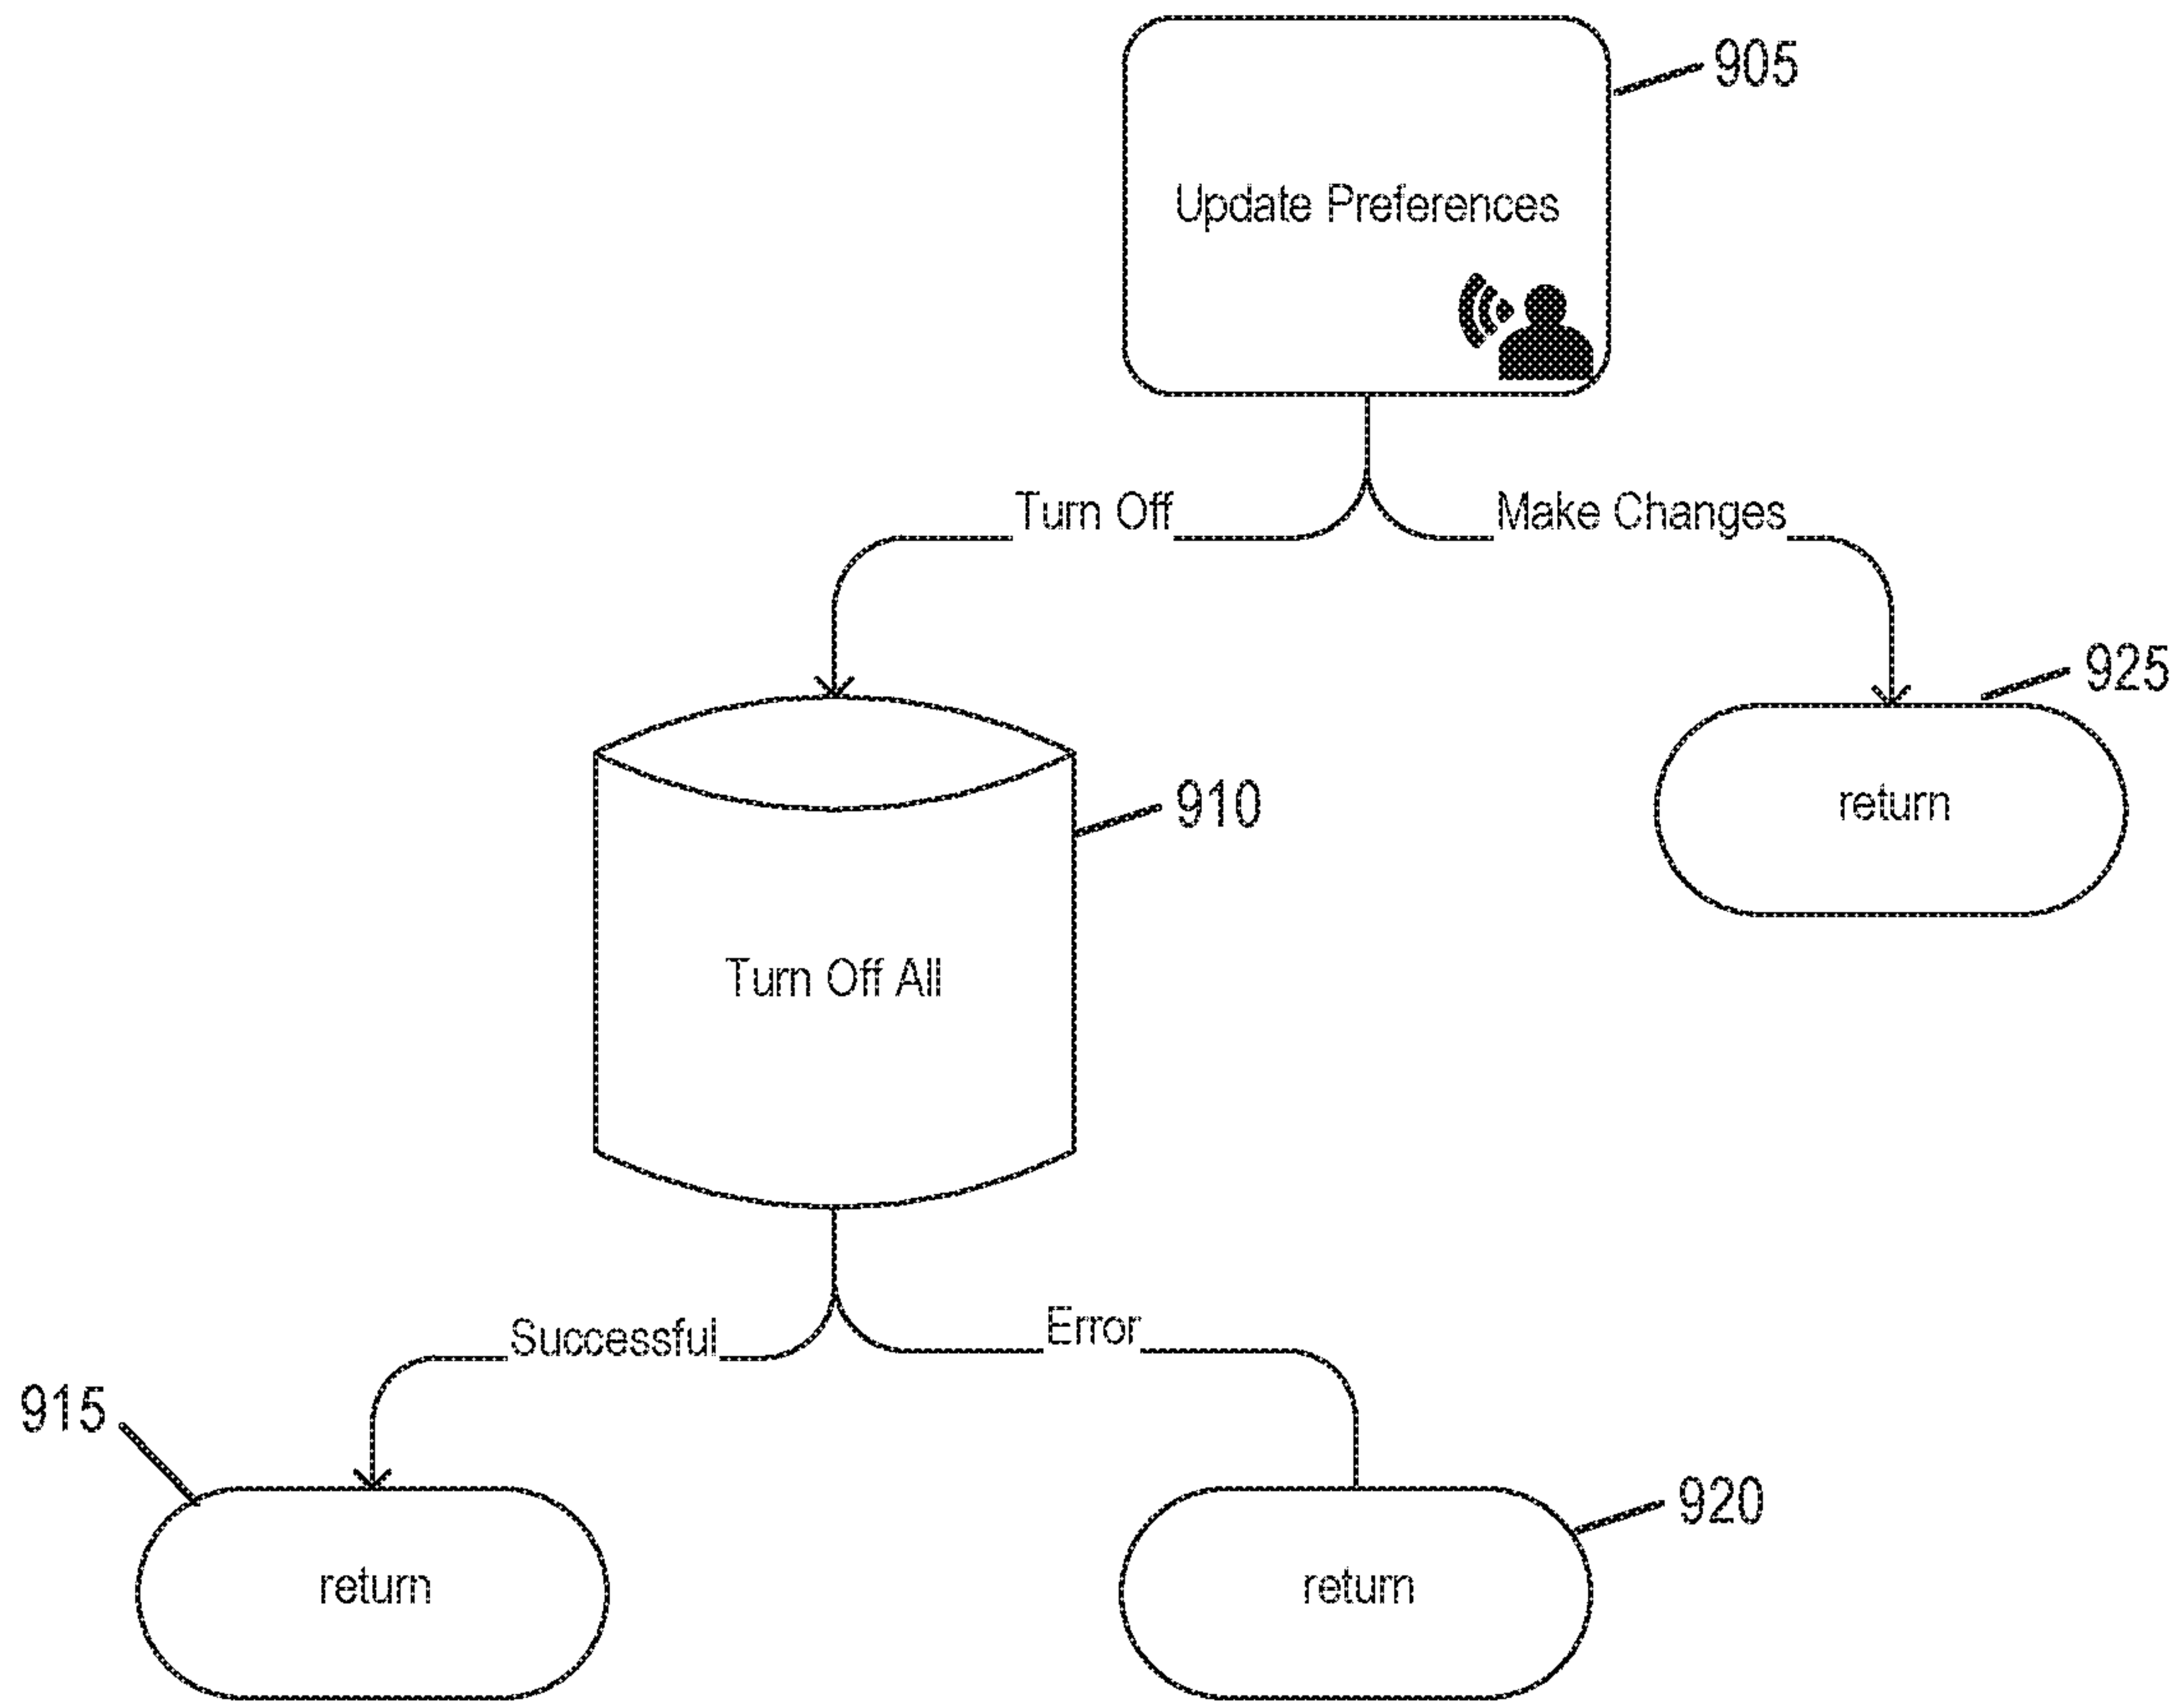 905
Update Preferences
Turn Off
Make Changes
925
return
910
Turn Off All
Successful
Error
915
920
return
return